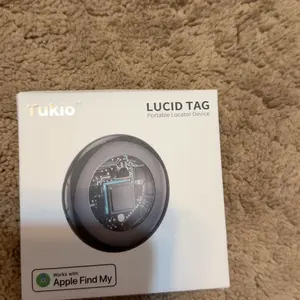 Tukio
LUCID TAG
Portable Locator Device
Works with
Apple Find My